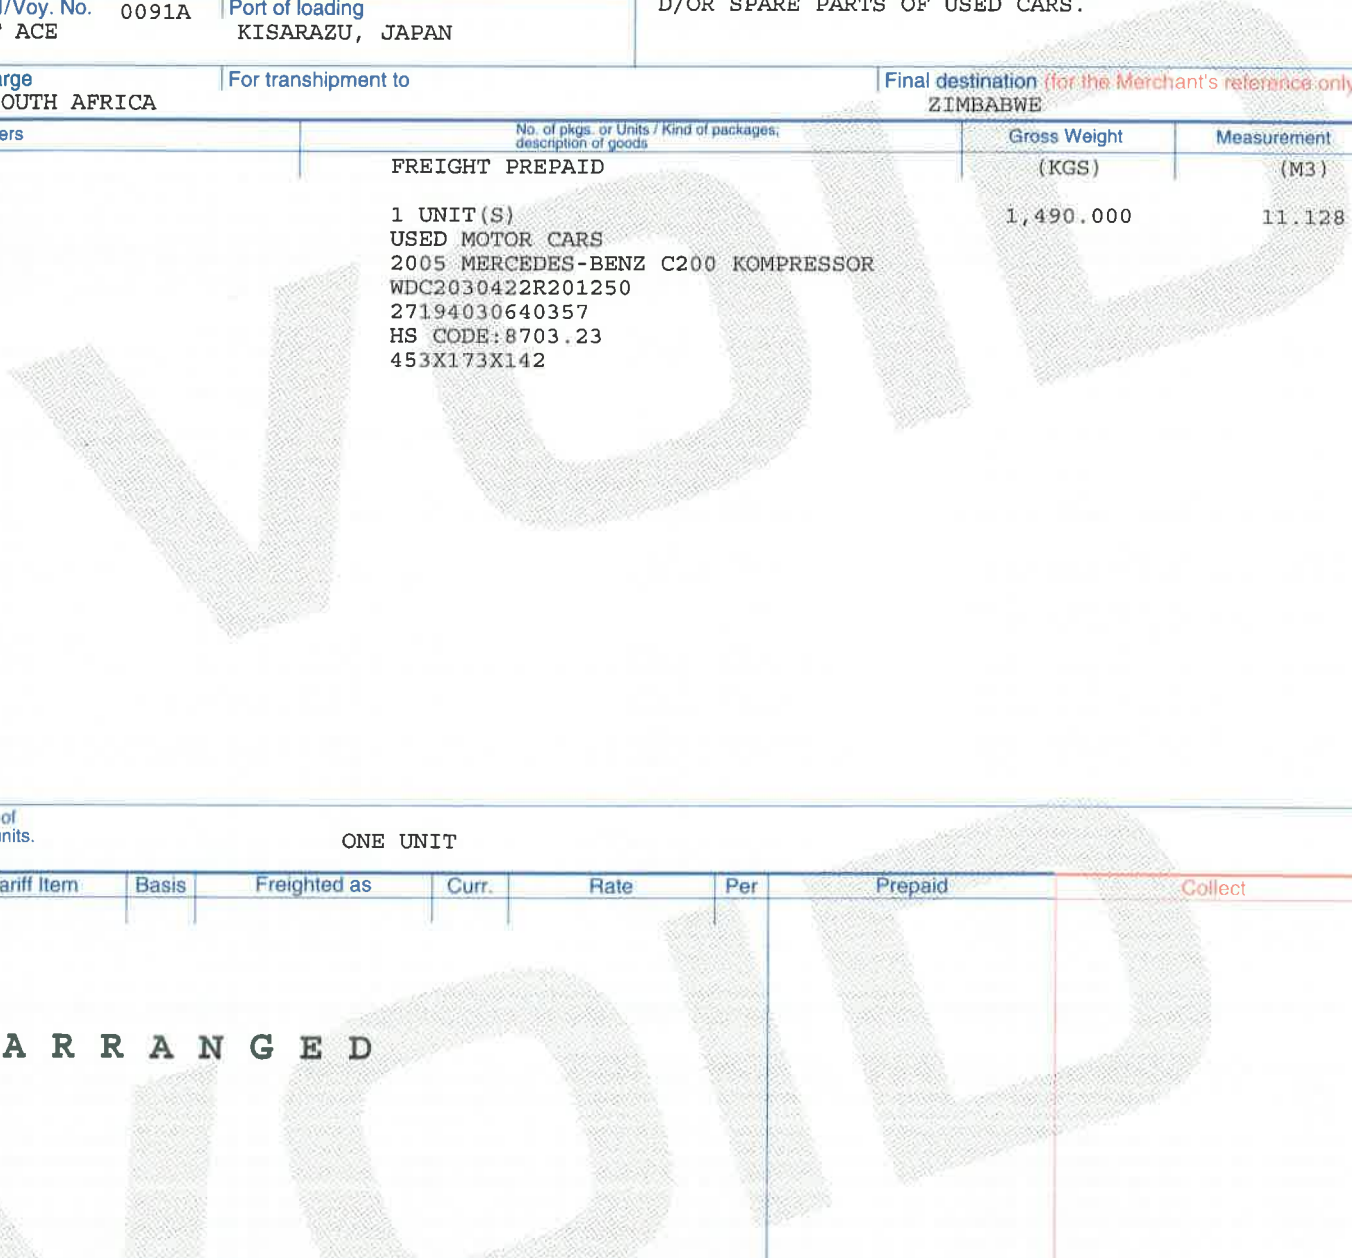 /Voy. No. 0091A Port of loading
ACE KISARAZU, JAPAN
D/OR SPARE PARTS OF USED CARS.
arge For transhipment to Final destination (for the Merchant's reference only
OUTH AFRICA ZIMBABWE
ers No. of pkgs. or Units / Kind of packages; Gross Weight Measurement
description of goods
FREIGHT PREPAID (KGS) (M3)
1 UNIT(S) 1,490.000 11.128
USED MOTOR CARS
2005 MERCEDES-BENZ C200 KOMPRESSOR
WDC2030422R201250
27194030640357
HS CODE:8703.23
453X173X142
VOID
of
nits. ONE UNIT
ariff Item Basis Freighted as Curr. Rate Per Prepaid Collect
ARRANGED
VOID